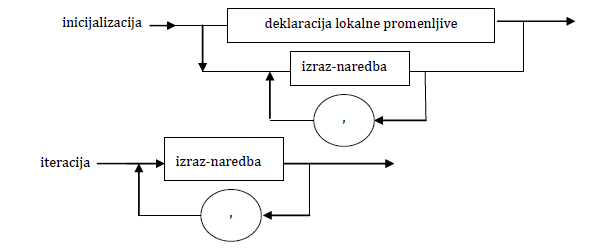 inicijalizacija
deklaracija lokalne promenljive
izraz-naredba
,
iteracija
izraz-naredba
,